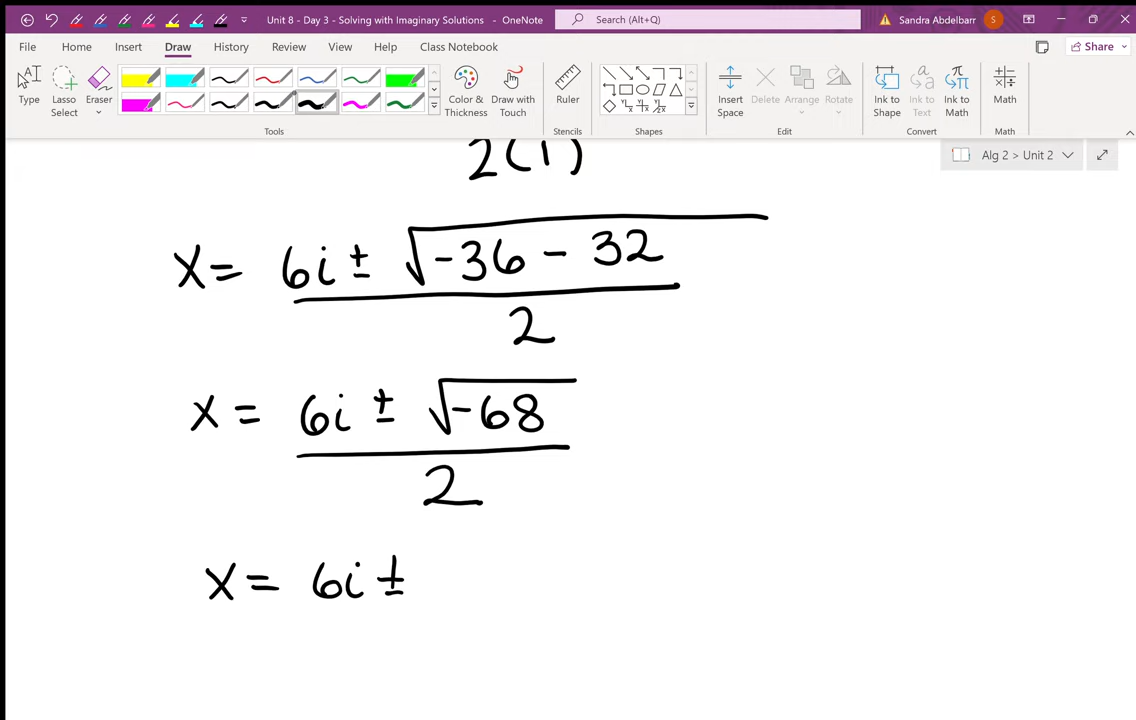 Unit 8 - Day 3 - Solving with Imaginary Solutions - OneNote
Search (Alt+Q)
Sandra Abdelbarr
S
File Home Insert Draw History Review View Help Class Notebook
Share
Type
Lasso Select
Eraser
Color & Thickness
Draw with Touch
Ruler
Insert Space
Delete
Arrange
Rotate
Ink to Shape
Ink to Text
Ink to Math
Math
Tools
Stencils
Shapes
Edit
Convert
Math
Alg 2 > Unit 2
2(1)
x = 6i ± √-36 - 32
2
x = 6i ± √-68
2
x = 6i ±